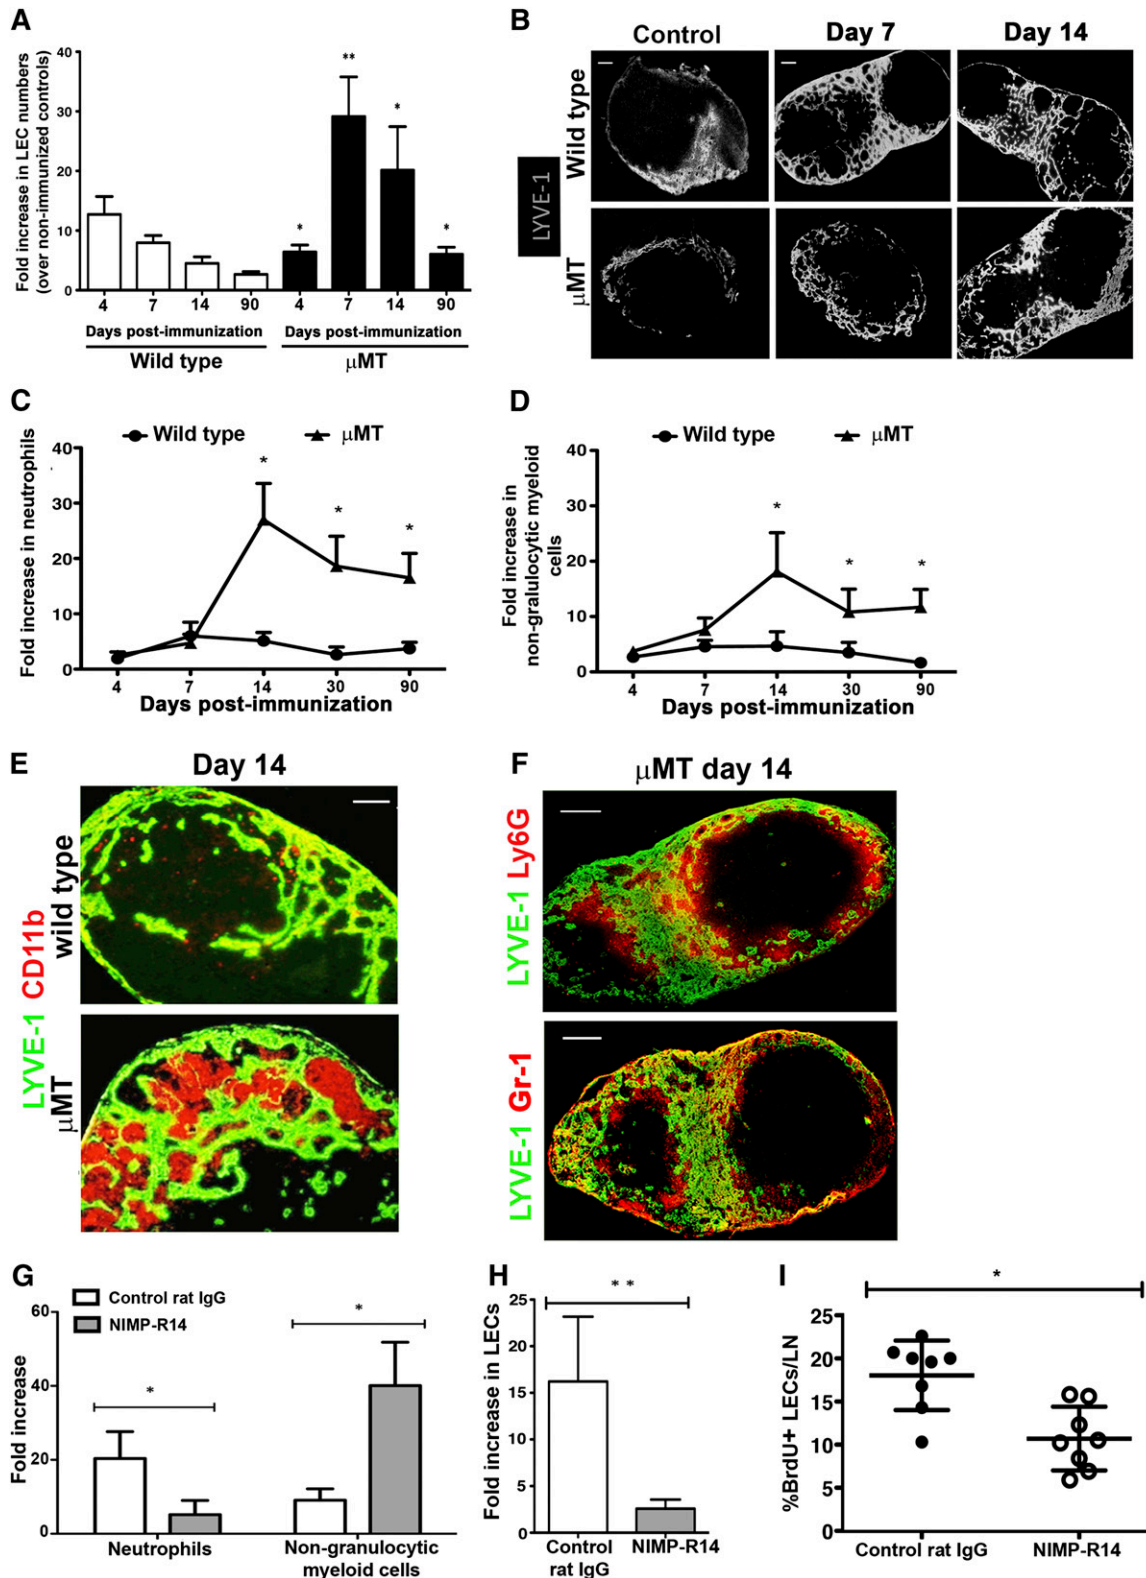 A
Fold increase in LEC numbers
(over non-immunized controls)
40
30
20
10
0
**
*
*
*
4 7 14 90 4 7 14 90
Days post-immunization Days post-immunization
Wild type µMT
B
Control Day 7 Day 14
LYVE-1
Wild type
µMT
C
Wild type µMT
Fold increase in neutrophils
40
30
20
10
0
*
*
*
4 7 14 30 90
Days post-immunization
D
Wild type µMT
Fold increase in
non-gralulocytic myeloid
cells
40
30
20
10
0
*
*
*
4 7 14 30 90
Days post-immunization
E
Day 14
LYVE-1 CD11b
wild type
µMT
F
µMT day 14
LYVE-1 Ly6G
LYVE-1 Gr-1
G
Control rat IgG
NIMP-R14
Fold increase
60
40
20
0
*
*
Neutrophils Non-granulocytic
myeloid cells
H
**
Fold increase in LECs
25
20
15
10
5
0
Control NIMP-R14
rat IgG
I
*
%BrdU+ LECs/LN
25
20
15
10
5
0
Control rat IgG NIMP-R14